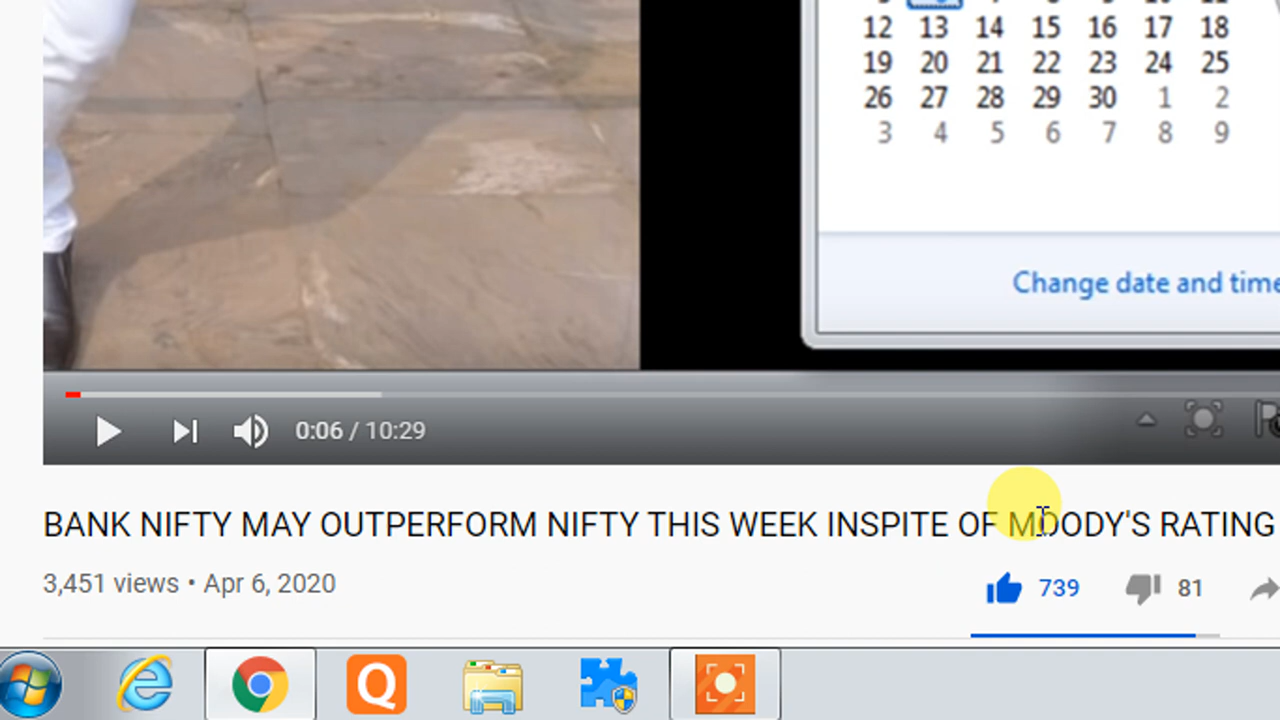 12 13 14 15 16 17 18
19 20 21 22 23 24 25
26 27 28 29 30 1 2
3 4 5 6 7 8 9
Change date and time
0:06 / 10:29
BANK NIFTY MAY OUTPERFORM NIFTY THIS WEEK INSPITE OF MOODY'S RATING
3,451 views • Apr 6, 2020
739
81
Q